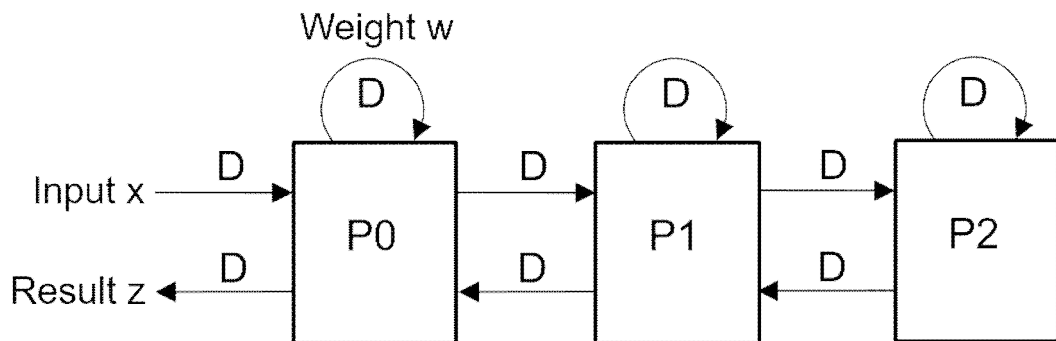 Weight w
D D D
D D D
Input x
P0 P1 P2
D D D
Result z